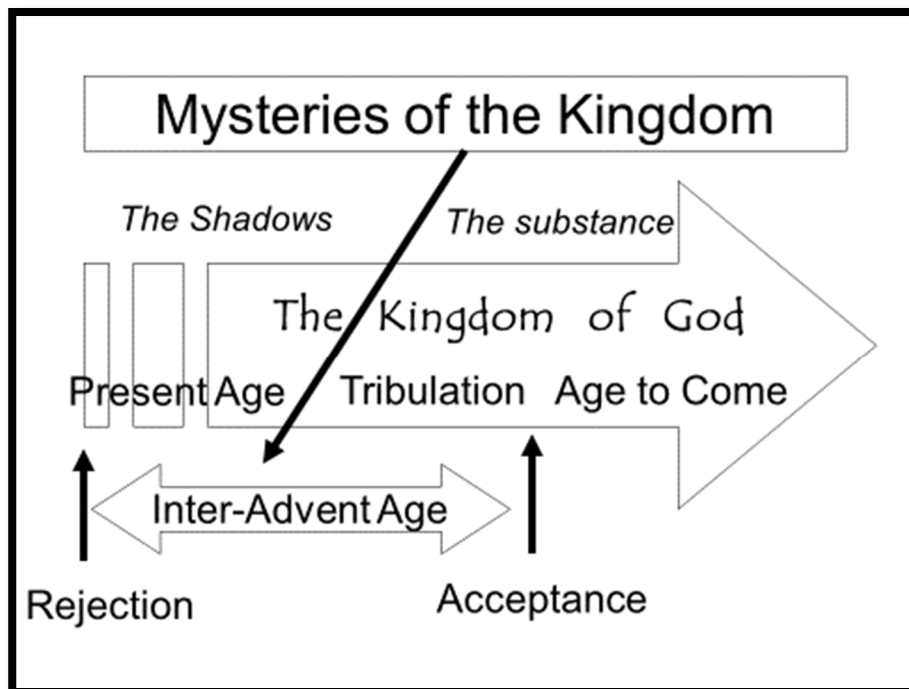 Mysteries of the Kingdom
The Shadows The substance
The Kingdom of God
Present Age Tribulation Age to Come
Inter-Advent Age
Rejection Acceptance